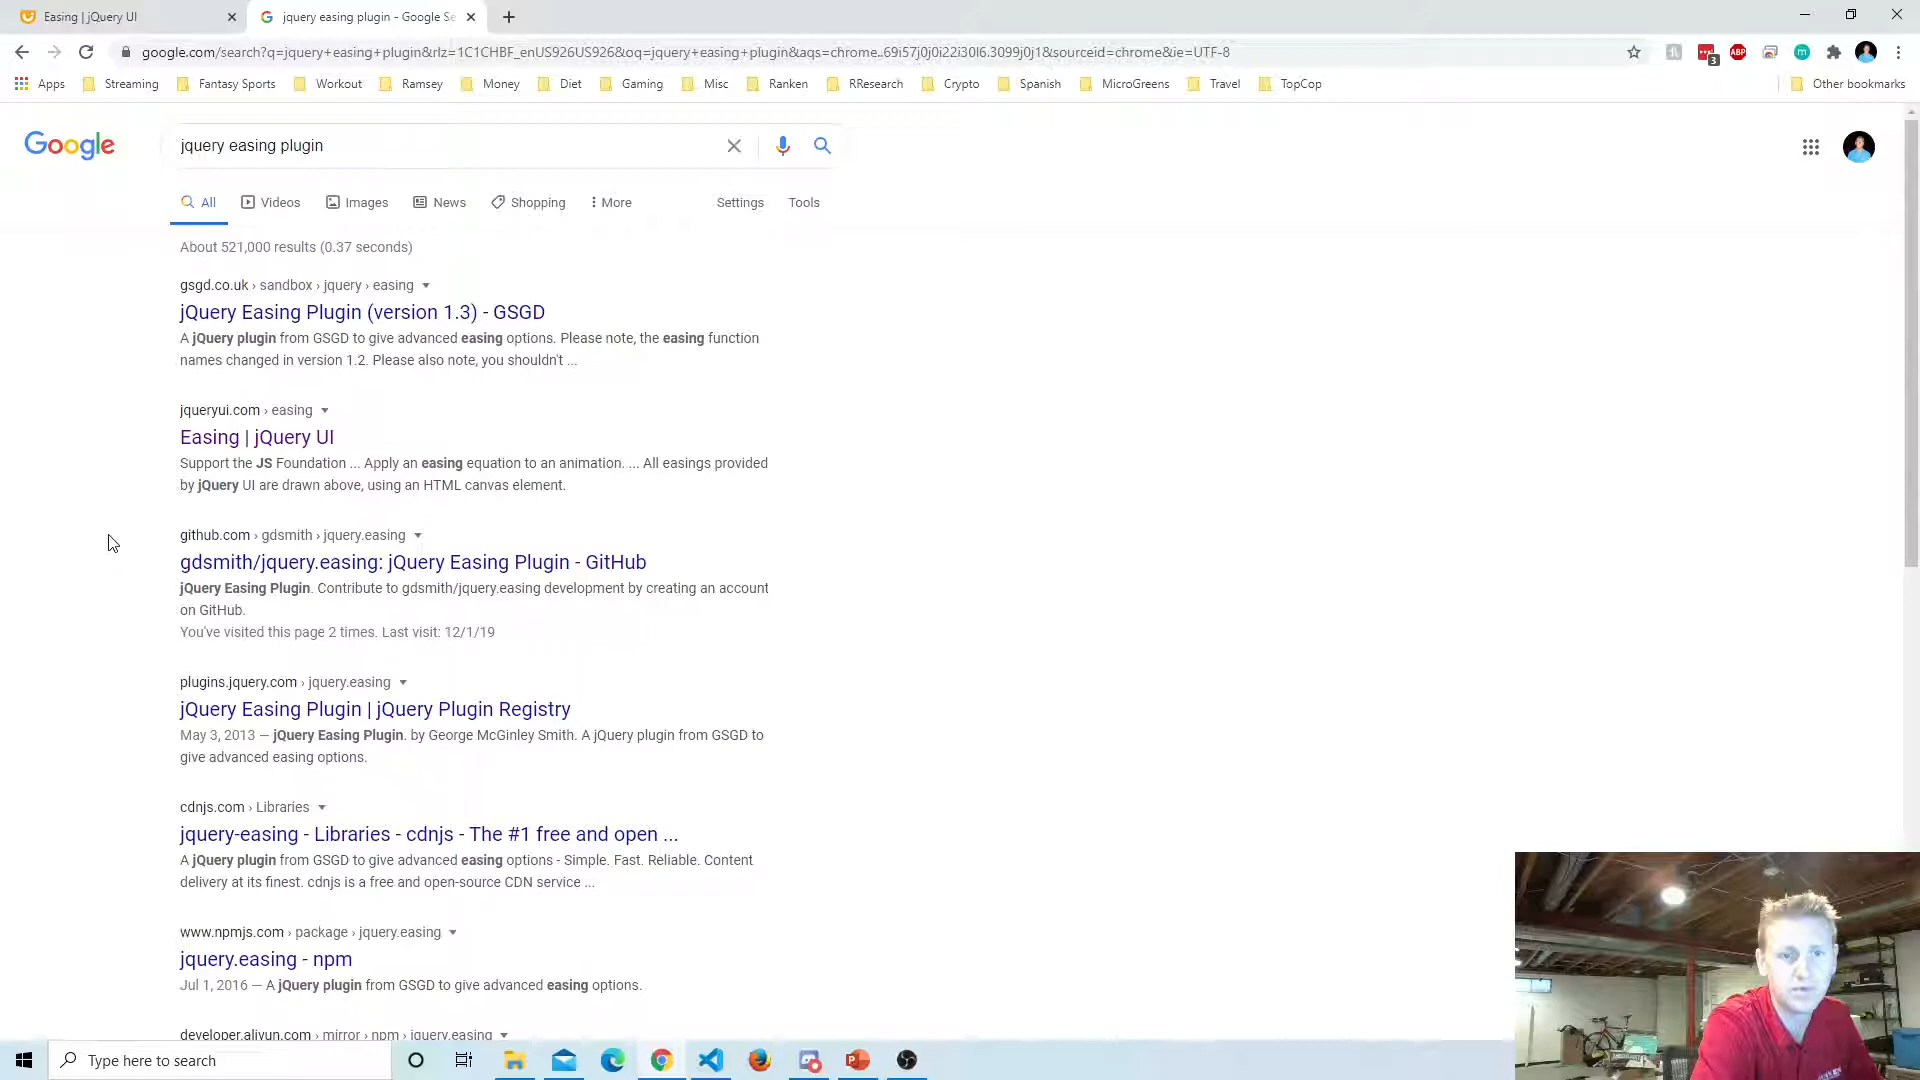 Easing | jQuery UI
jquery easing plugin - Google Se
google.com/search?q=jquery+easing+plugin&rlz=1C1CHBF_enUS926US926&oq=jquery+easing+plugin&aqs=chrome..69i57j0j0i22i30l6.3099j0j1&sourceid=chrome&ie=UTF-8
3
ABP
m
Apps
Streaming
Fantasy Sports
Workout
Ramsey
Money
Diet
Gaming
Misc
Ranken
RResearch
Crypto
Spanish
MicroGreens
Travel
TopCop
Other bookmarks
Google
jquery easing plugin
All
Videos
Images
News
Shopping
More
Settings
Tools
About 521,000 results (0.37 seconds)
gsgd.co.uk › sandbox › jquery › easing
jQuery Easing Plugin (version 1.3) - GSGD
A jQuery plugin from GSGD to give advanced easing options. Please note, the easing function
names changed in version 1.2. Please also note, you shouldn't ...
jqueryui.com › easing
Easing | jQuery UI
Support the JS Foundation ... Apply an easing equation to an animation. ... All easings provided
by jQuery UI are drawn above, using an HTML canvas element.
github.com › gdsmith › jquery.easing
gdsmith/jquery.easing: jQuery Easing Plugin - GitHub
jQuery Easing Plugin. Contribute to gdsmith/jquery.easing development by creating an account
on GitHub.
You've visited this page 2 times. Last visit: 12/1/19
plugins.jquery.com › jquery.easing
jQuery Easing Plugin | jQuery Plugin Registry
May 3, 2013 — jQuery Easing Plugin. by George McGinley Smith. A jQuery plugin from GSGD to
give advanced easing options.
cdnjs.com › Libraries
jquery-easing - Libraries - cdnjs - The #1 free and open ...
A jQuery plugin from GSGD to give advanced easing options - Simple. Fast. Reliable. Content
delivery at its finest. cdnjs is a free and open-source CDN service ...
www.npmjs.com › package › jquery.easing
jquery.easing - npm
Jul 1, 2016 — A jQuery plugin from GSGD to give advanced easing options.
developer.aliyun.com › mirror › npm › jquery.easing
Type here to search